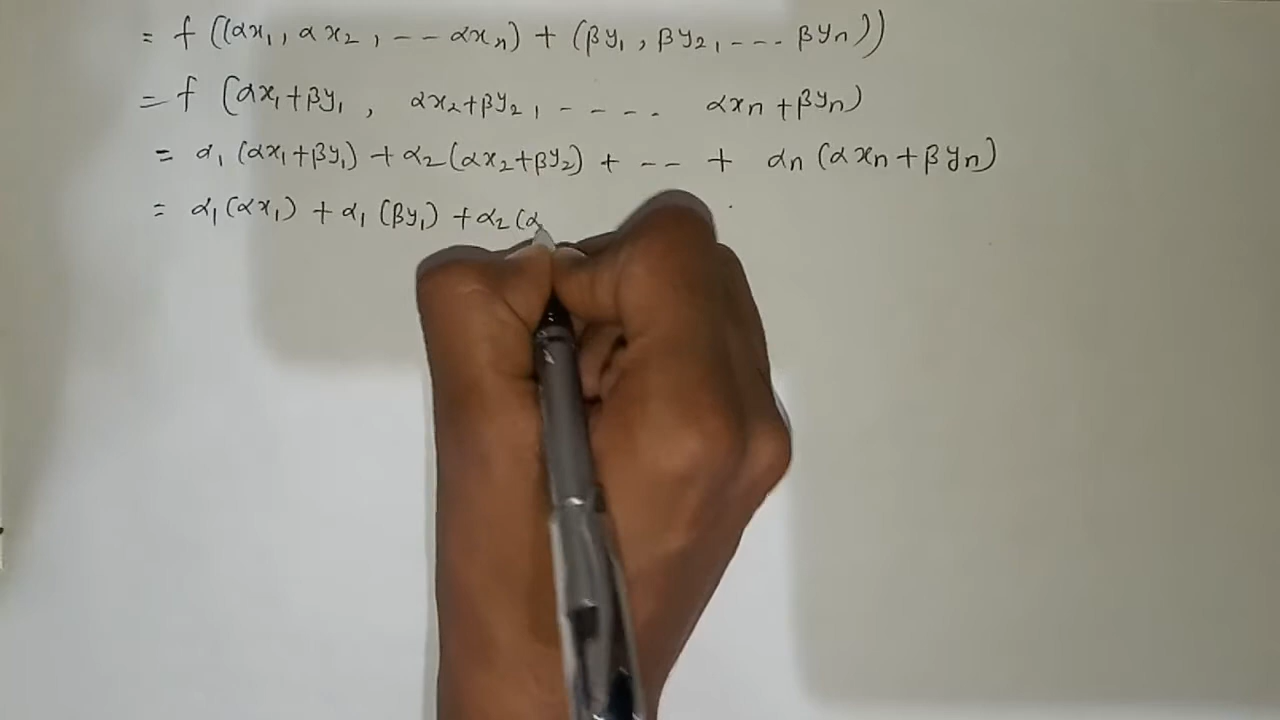 = f ((αx₁, αx₂, -- αxₙ) + (βy₁, βy₂, --- βyₙ))
= f (αx₁+βy₁, αx₂+βy₂, ---- αxₙ+βyₙ)
= α₁(αx₁+βy₁) + α₂(αx₂+βy₂) + -- + αₙ(αxₙ+βyₙ)
= α₁(αx₁) + α₁(βy₁) + α₂(α